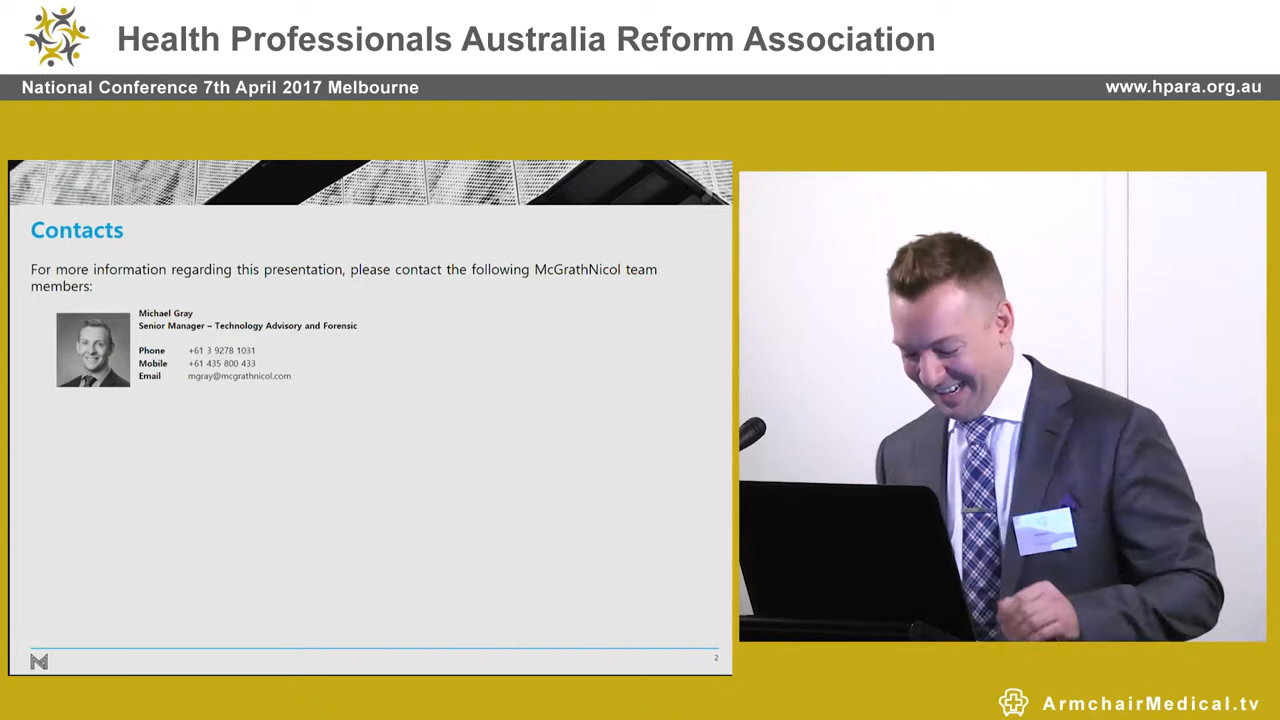 Health Professionals Australia Reform Association
National Conference 7th April 2017 Melbourne
www.hpara.org.au
Contacts
For more information regarding this presentation, please contact the following McGrathNicol team
members:
Michael Gray
Senior Manager – Technology Advisory and Forensic
Phone +61 3 9278 1031
Mobile +61 435 800 433
Email mgray@mcgrathnicol.com
2
ArmchairMedical.tv